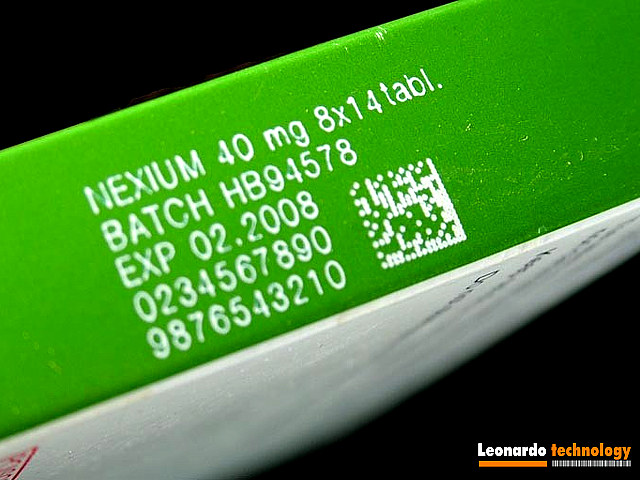 NEXIUM 40 mg 8x14 tabl.
BATCH HB94578
EXP 02.2008
0234567890
9876543210
Leonardo technology